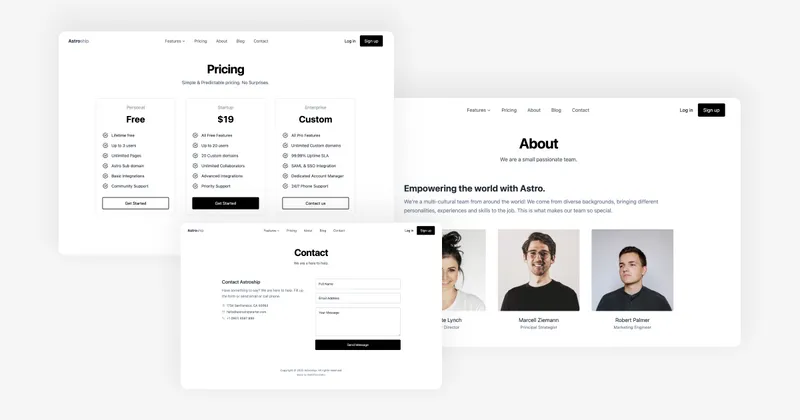 Astroship
Features Pricing About Blog Contact
Log in Sign up
Pricing
Simple & Predictable pricing. No Surprises.
Personal
Free
Lifetime free
Up to 3 users
Unlimited Pages
Astro Sub domain
Basic Integrations
Community Support
Get Started
Startup
$19
All Free Features
Up to 20 users
20 Custom domains
Unlimited Collaborators
Advanced Integrations
Priority Support
Get Started
Enterprise
Custom
All Pro Features
Unlimited Custom domains
99.99% Uptime SLA
SAML & SSO Integration
Dedicated Account Manager
24/7 Phone Support
Contact us
Features Pricing About Blog Contact
Log in Sign up
About
We are a small passionate team.
Empowering the world with Astro.
We're a multi-cultural team from around the world! We come from diverse backgrounds, bringing different
personalities, experiences and skills to the job. This is what makes our team so special.
te Lynch
Director
Marcell Ziemann
Principal Strategist
Robert Palmer
Marketing Engineer
Astroship
Features Pricing About Blog Contact
Log in Sign up
Contact
We are a here to help.
Contact Astroship
Have something to say? We are here to help. Fill up
the form or send email or call phone.
Full Name
Email Address
Your Message
Send Message